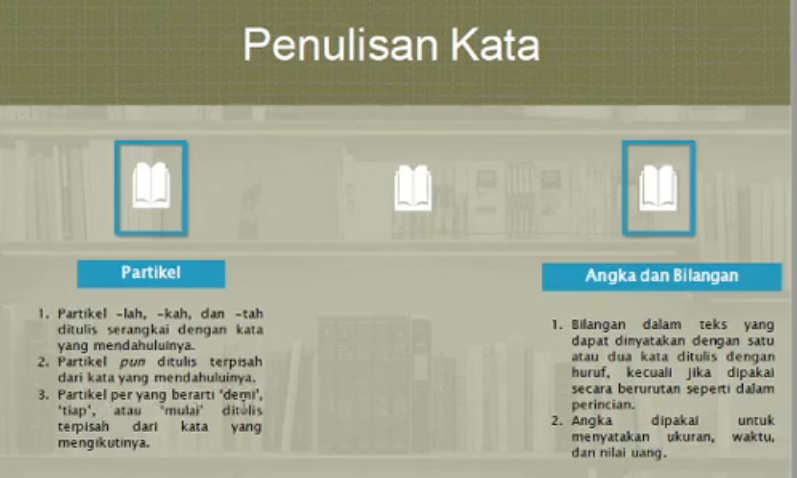 Penulisan Kata
Partikel
1. Partikel –lah, –kah, dan –tah
ditulis serangkai dengan kata
yang mendahuluinya.
2. Partikel pun ditulis terpisah
dari kata yang mendahuluinya.
3. Partikel per yang berarti 'demi',
'tiap', atau 'mulai' ditulis
terpisah dari kata yang
mengikutinya.
Angka dan Bilangan
1. Bilangan dalam teks yang
dapat dinyatakan dengan satu
atau dua kata ditulis dengan
huruf, kecuali jika dipakai
secara berurutan seperti dalam
perincian.
2. Angka dipakai untuk
menyatakan ukuran, waktu,
dan nilai uang.